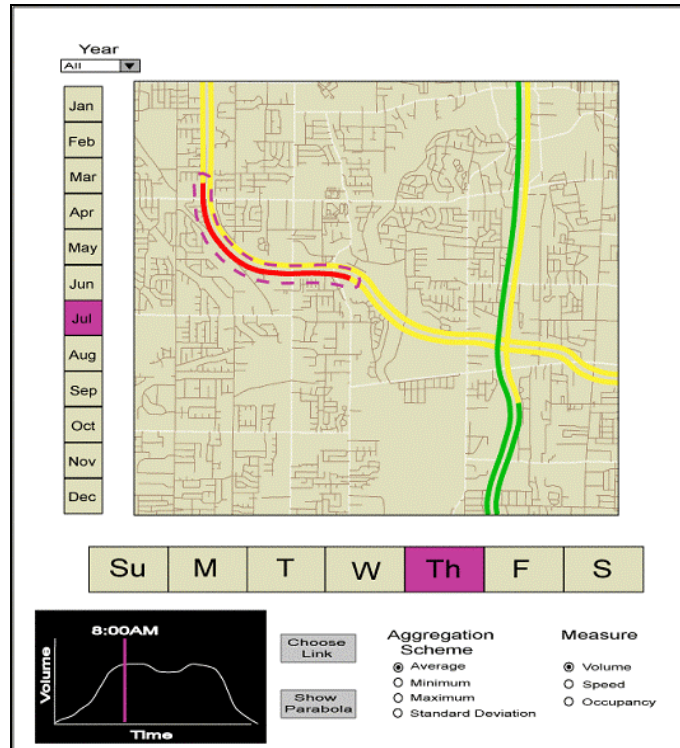 Year
All
Jan
Feb
Mar
Apr
May
Jun
Jul
Aug
Sep
Oct
Nov
Dec
Su M T W Th F S
8:00AM
Volume
Time
Choose
Link
Show
Parabola
Aggregation
Scheme
Average
Minimum
Maximum
Standard Deviation
Measure
Volume
Speed
Occupancy